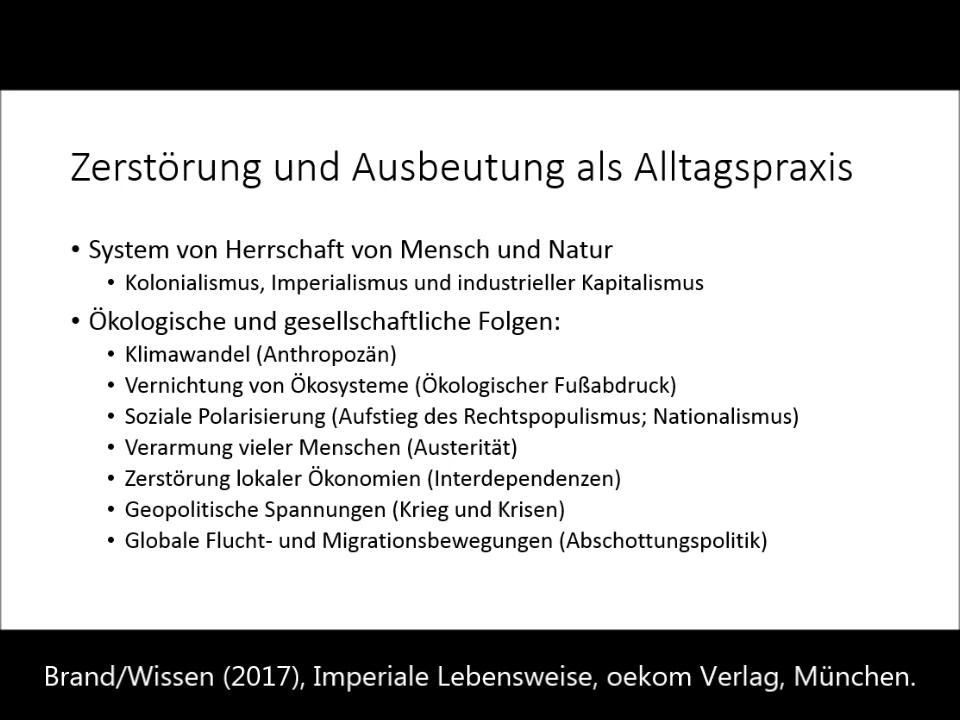 Zerstörung und Ausbeutung als Alltagspraxis
• System von Herrschaft von Mensch und Natur
• Kolonialismus, Imperialismus und industrieller Kapitalismus
• Ökologische und gesellschaftliche Folgen:
• Klimawandel (Anthropozän)
• Vernichtung von Ökosysteme (Ökologischer Fußabdruck)
• Soziale Polarisierung (Aufstieg des Rechtspopulismus; Nationalismus)
• Verarmung vieler Menschen (Austerität)
• Zerstörung lokaler Ökonomien (Interdependenzen)
• Geopolitische Spannungen (Krieg und Krisen)
• Globale Flucht- und Migrationsbewegungen (Abschottungspolitik)
Brand/Wissen (2017), Imperiale Lebensweise, oekom Verlag, München.